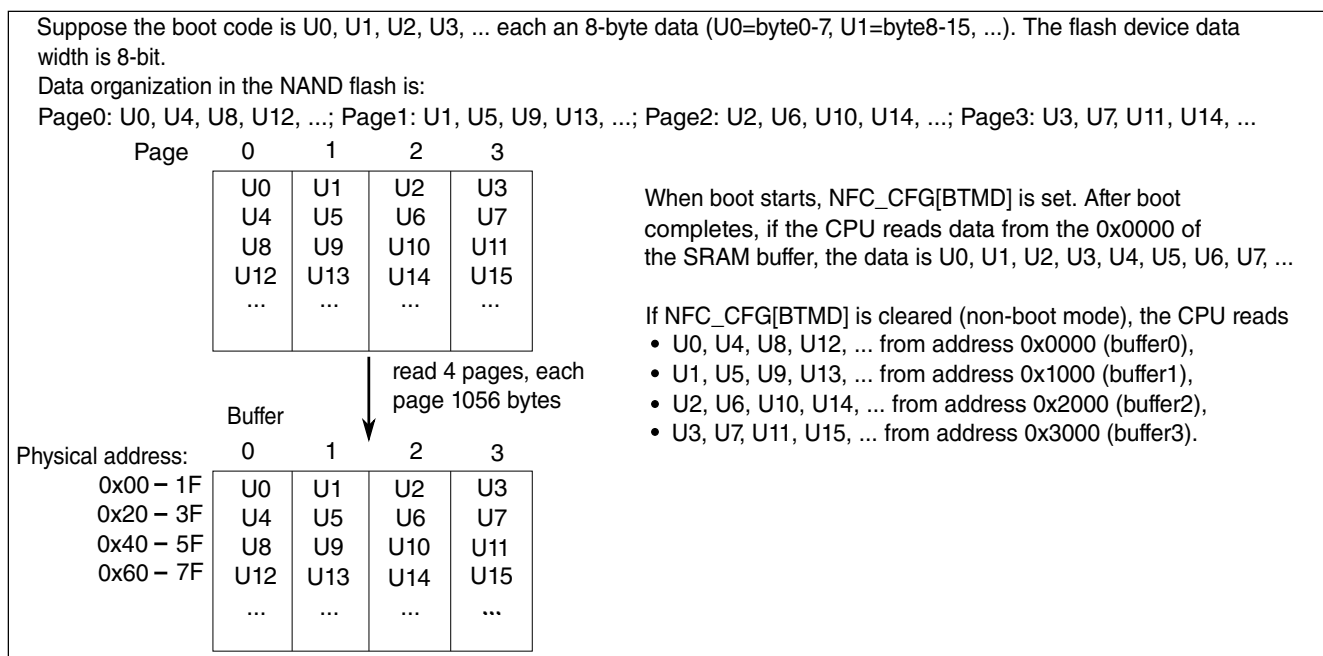 Suppose the boot code is U0, U1, U2, U3, ... each an 8-byte data (U0=byte0-7, U1=byte8-15, ...). The flash device data
width is 8-bit.
Data organization in the NAND flash is:
Page0: U0, U4, U8, U12, ...; Page1: U1, U5, U9, U13, ...; Page2: U2, U6, U10, U14, ...; Page3: U3, U7, U11, U14, ...
Page 0 1 2 3
U0 U1 U2 U3
U4 U5 U6 U7
U8 U9 U10 U11
U12 U13 U14 U15
... ... ... ...
When boot starts, NFC_CFG[BTMD] is set. After boot
completes, if the CPU reads data from the 0x0000 of
the SRAM buffer, the data is U0, U1, U2, U3, U4, U5, U6, U7, ...
If NFC_CFG[BTMD] is cleared (non-boot mode), the CPU reads
• U0, U4, U8, U12, ... from address 0x0000 (buffer0),
• U1, U5, U9, U13, ... from address 0x1000 (buffer1),
• U2, U6, U10, U14, ... from address 0x2000 (buffer2),
• U3, U7, U11, U15, ... from address 0x3000 (buffer3).
read 4 pages, each
page 1056 bytes
Buffer
Physical address: 0 1 2 3
0x00 – 1F U0 U1 U2 U3
0x20 – 3F U4 U5 U6 U7
0x40 – 5F U8 U9 U10 U11
0x60 – 7F U12 U13 U14 U15
... ... ... ...